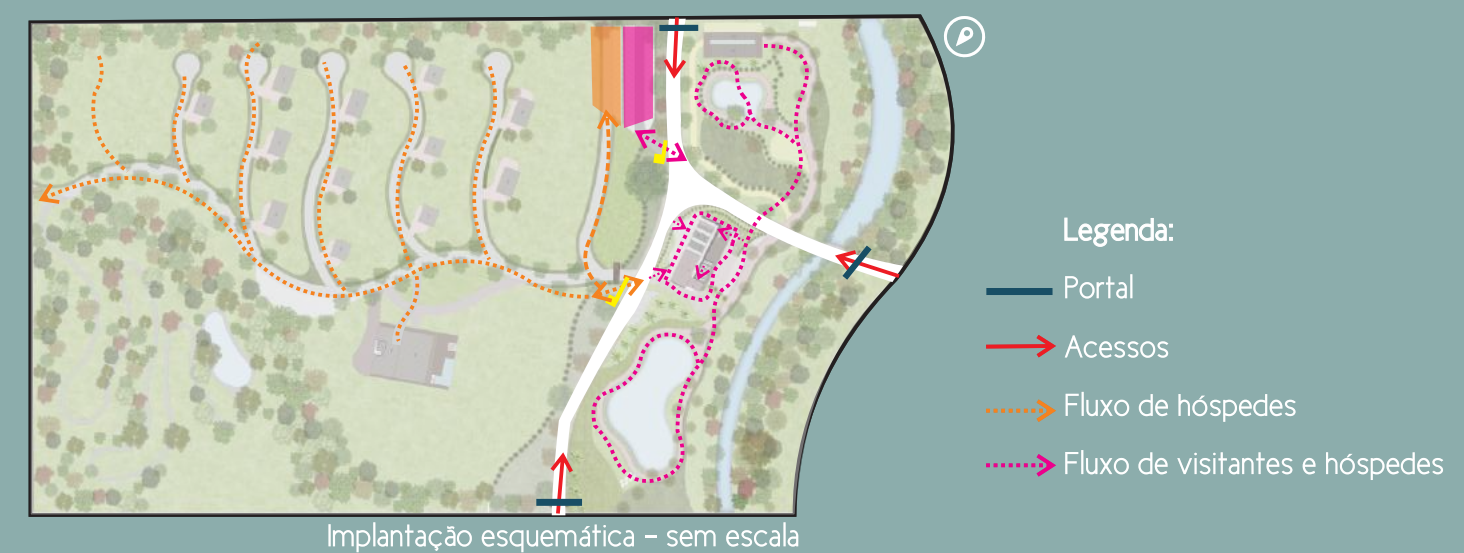 Legenda:
Portal
Acessos
Fluxo de hóspedes
Fluxo de visitantes e hóspedes
Implantação esquemática - sem escala